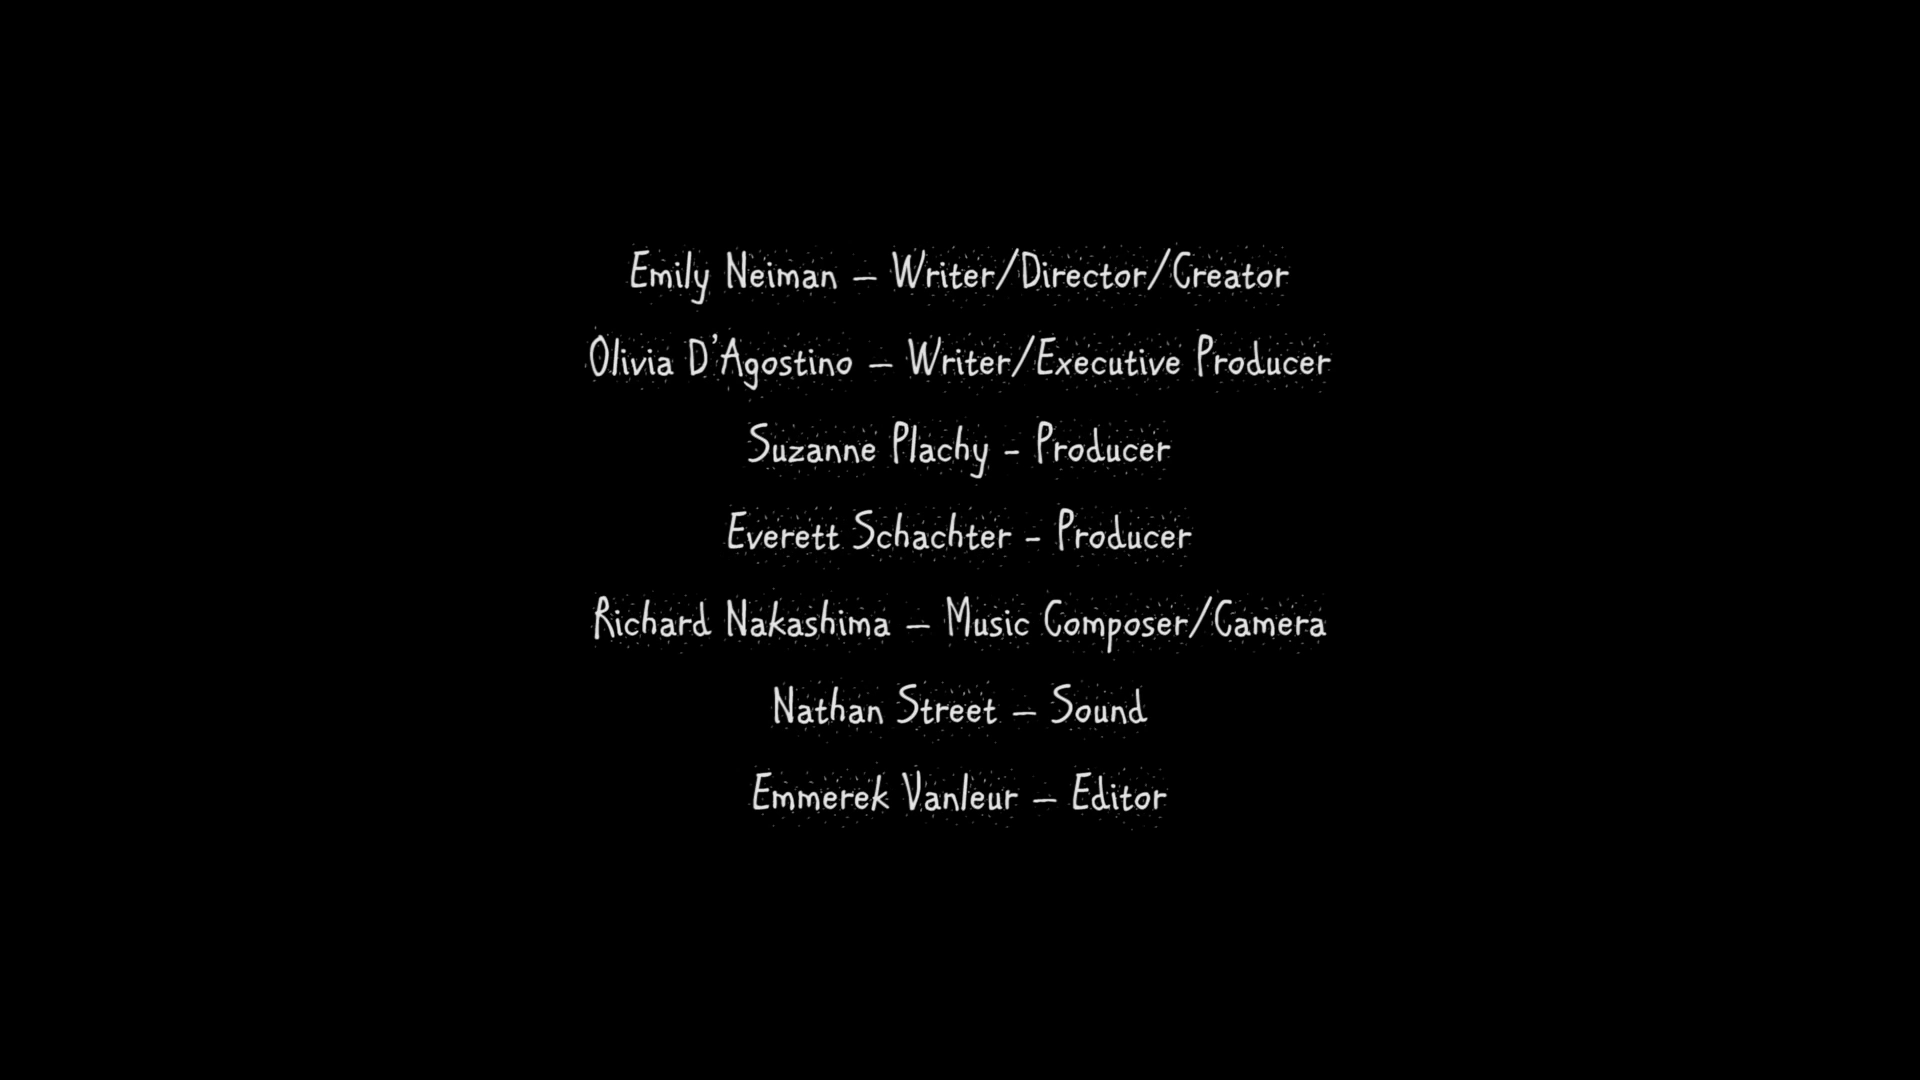 Emily Neiman – Writer/Director/Creator
Olivia D'Agostino – Writer/Executive Producer
Suzanne Plachy - Producer
Everett Schachter - Producer
Richard Nakashima – Music Composer/Camera
Nathan Street – Sound
Emmerek Vanleur – Editor